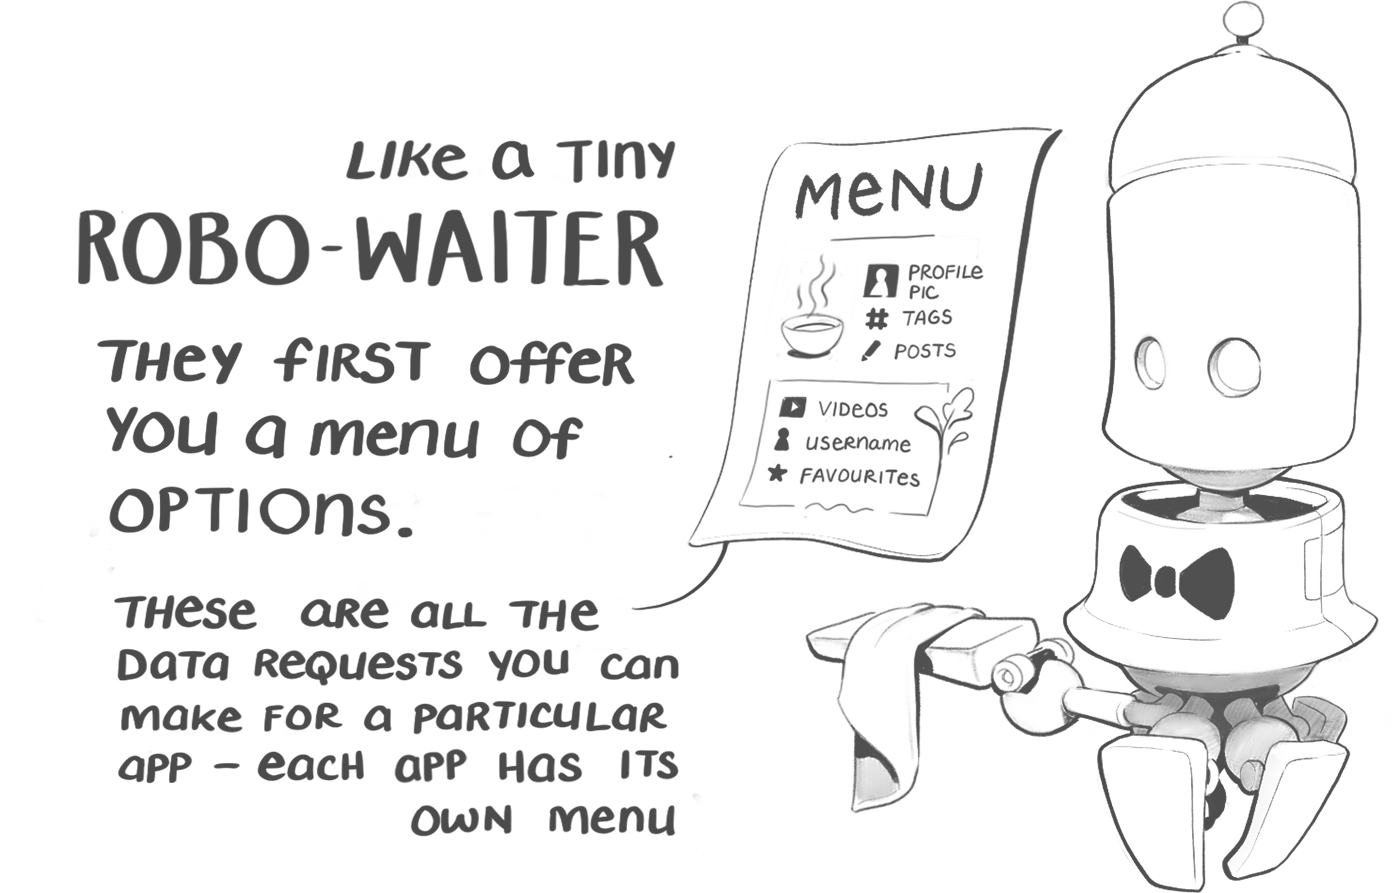 Like a tiny
ROBO-WAITER
They first offer
you a menu of
options.
These are all the
data requests you can
make for a particular
app – each app has its
own menu
MENU
PROFILE
PIC
# TAGS
POSTS
VIDEOS
USERNAME
FAVOURITES